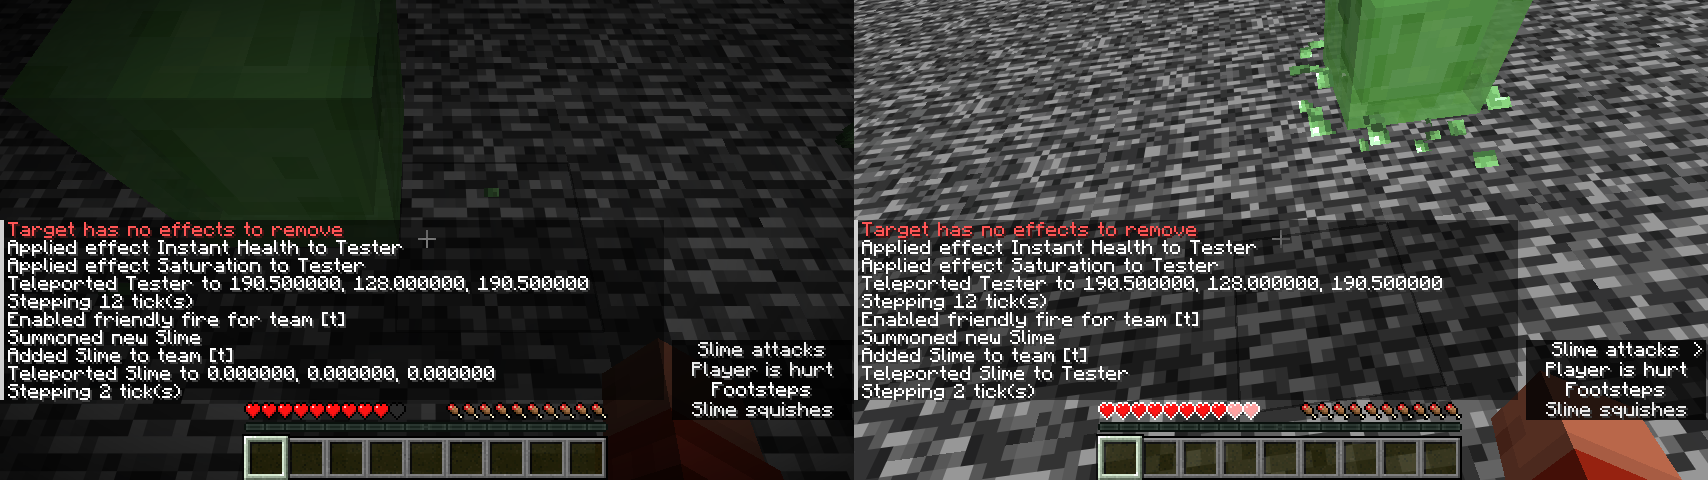 Target has no effects to remove
Applied effect Instant Health to Tester
Applied effect Saturation to Tester
Teleported Tester to 190.500000, 128.000000, 190.500000
Stepping 12 tick(s)
Enabled friendly fire for team [t]
Summoned new Slime
Added Slime to team [t]
Teleported Slime to 0.000000, 0.000000, 0.000000
Stepping 2 tick(s)
Slime attacks
Player is hurt
Footsteps
Slime squishes
Target has no effects to remove
Applied effect Instant Health to Tester
Applied effect Saturation to Tester
Teleported Tester to 190.500000, 128.000000, 190.500000
Stepping 12 tick(s)
Enabled friendly fire for team [t]
Summoned new Slime
Added Slime to team [t]
Teleported Slime to Tester
Stepping 2 tick(s)
Slime attacks >
Player is hurt
Footsteps
Slime squishes